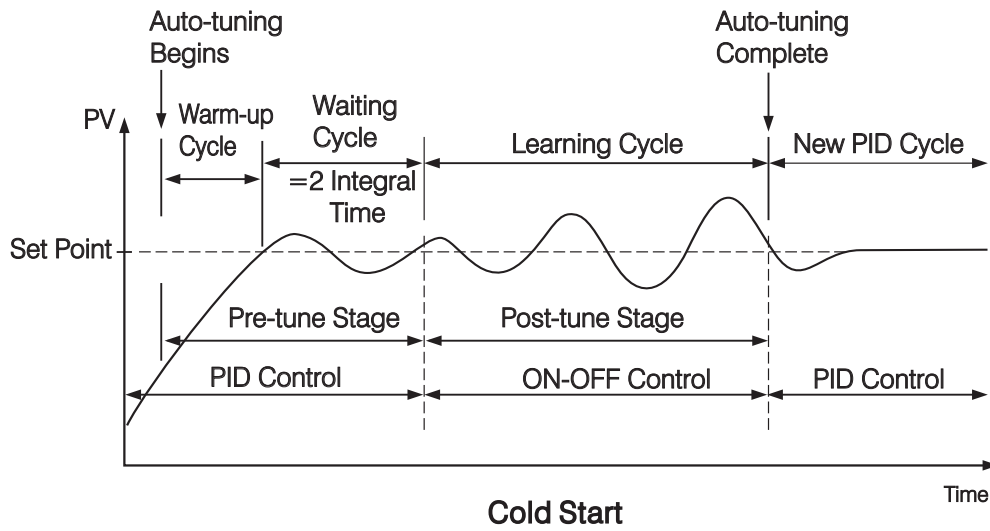 Auto-tuning
Begins
Auto-tuning
Complete
PV
Warm-up
Cycle
Waiting
Cycle
=2 Integral
Time
Learning Cycle
New PID Cycle
Set Point
Pre-tune Stage
Post-tune Stage
PID Control
ON-OFF Control
PID Control
Time
Cold Start